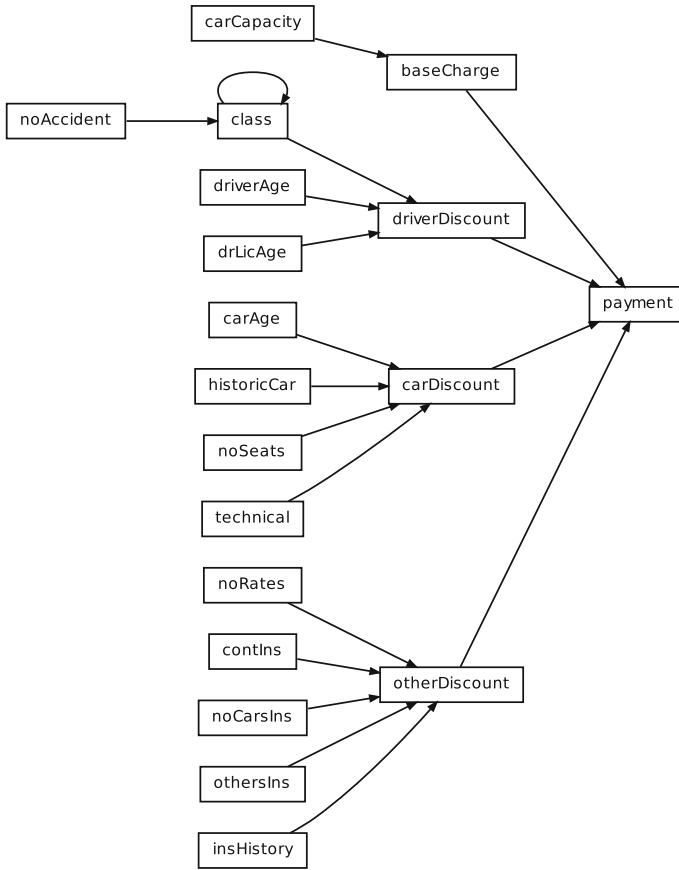 carCapacity
baseCharge
noAccident
class
driverAge
driverDiscount
drLicAge
payment
carAge
historicCar
carDiscount
noSeats
technical
noRates
contIns
otherDiscount
noCarsIns
othersIns
insHistory